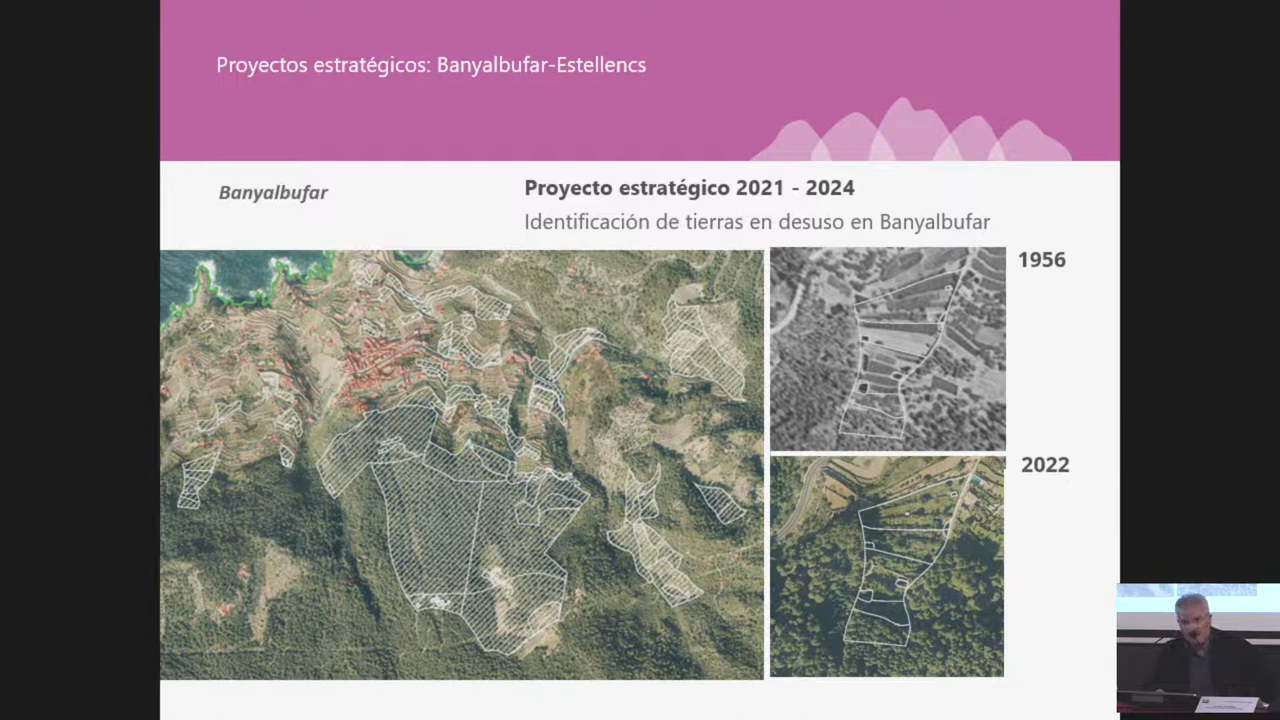 Proyectos estratégicos: Banyalbufar-Estellencs
Banyalbufar
Proyecto estratégico 2021 - 2024
Identificación de tierras en desuso en Banyalbufar
1956
2022